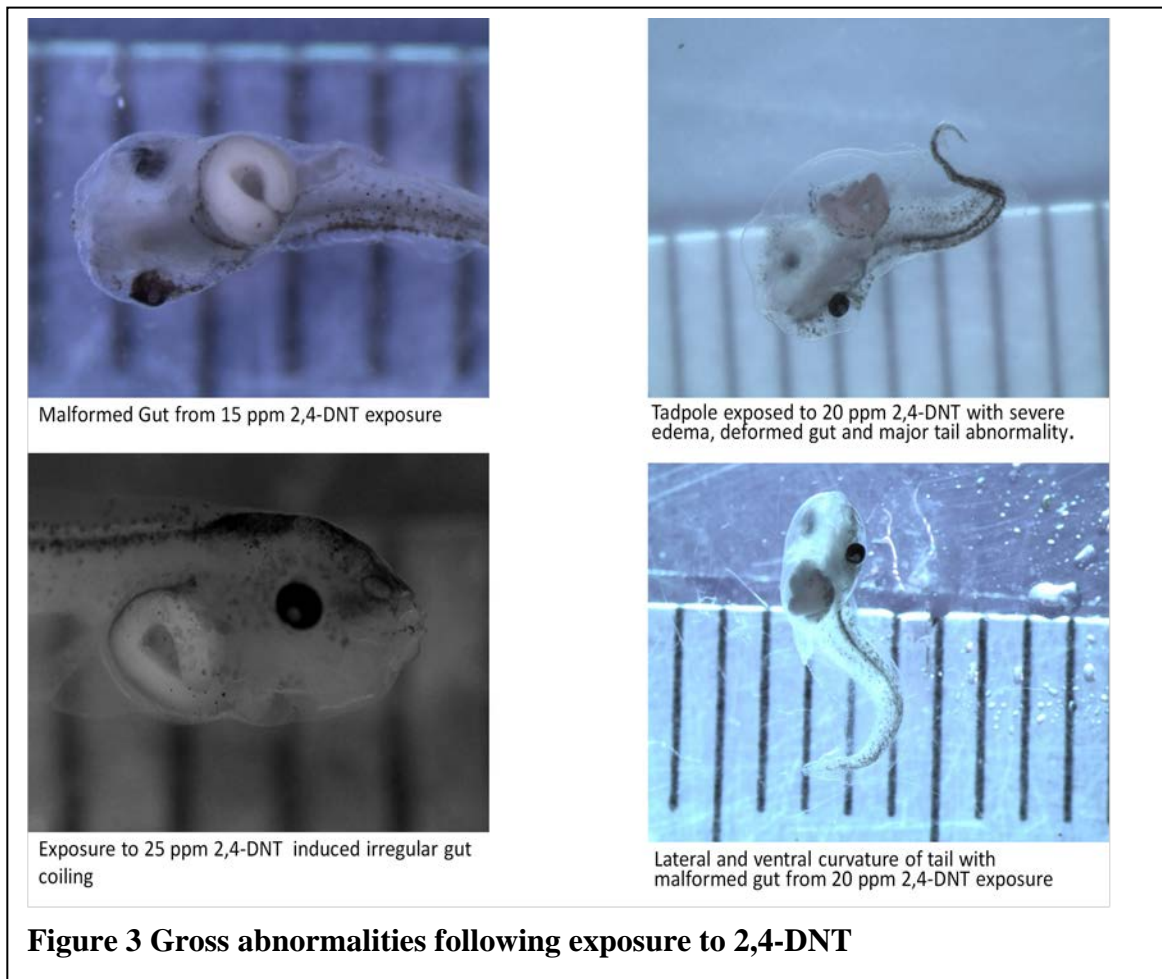 Malformed Gut from 15 ppm 2,4-DNT exposure
Tadpole exposed to 20 ppm 2,4-DNT with severe
edema, deformed gut and major tail abnormality.
Exposure to 25 ppm 2,4-DNT induced irregular gut
coiling
Lateral and ventral curvature of tail with
malformed gut from 20 ppm 2,4-DNT exposure
Figure 3 Gross abnormalities following exposure to 2,4-DNT